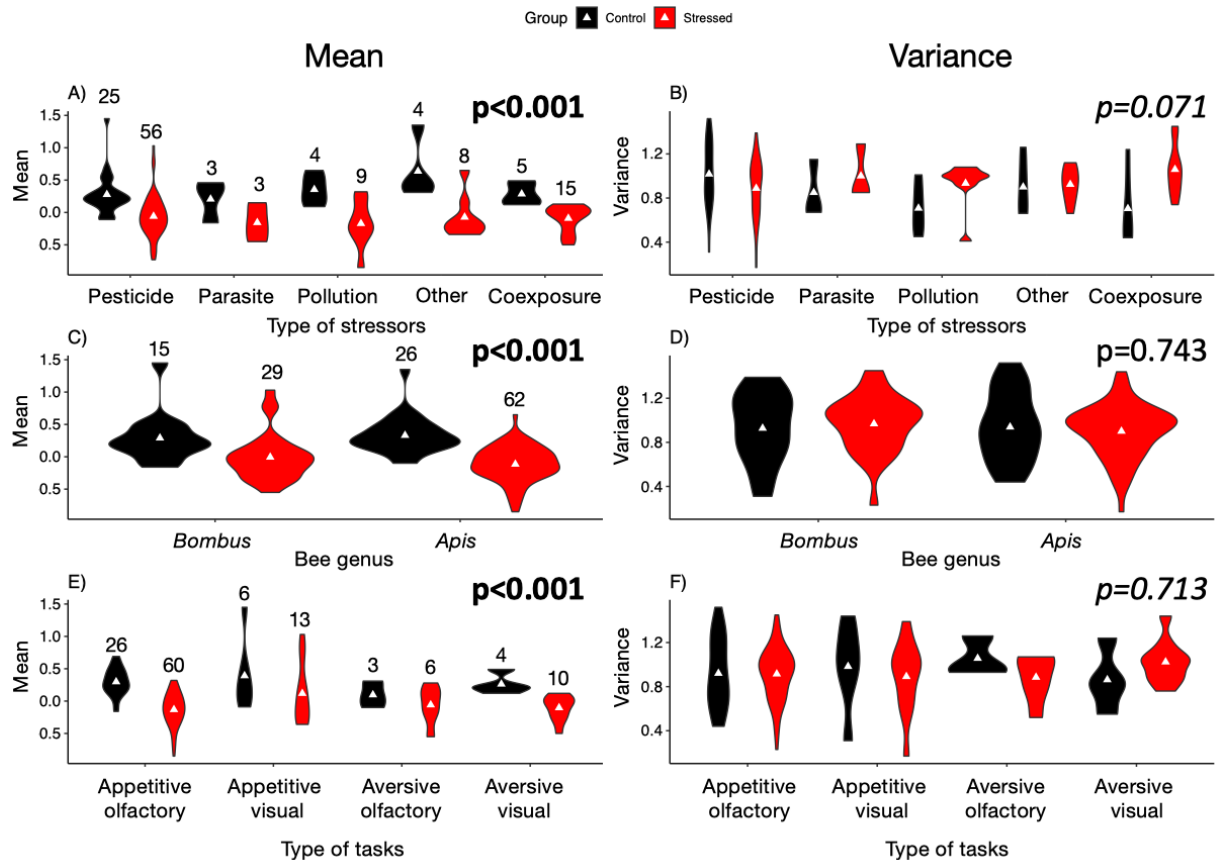 Group Control Stressed
Mean Variance
A) p<0.001
25 56 3 3 4 9 4 8 5 15
Mean
1.5
1.0
0.5
0.0
0.5
Pesticide Parasite Pollution Other Coexposure
Type of stressors
B) p=0.071
Variance
1.2
0.8
0.4
Pesticide Parasite Pollution Other Coexposure
Type of stressors
C) p<0.001
15 29 26 62
Mean
1.5
1.0
0.5
0.0
0.5
Bombus Apis
Bee genus
D) p=0.743
Variance
1.2
0.8
0.4
Bombus Apis
Bee genus
E) p<0.001
26 60 6 13 3 6 4 10
Mean
1.5
1.0
0.5
0.0
0.5
Appetitive Appetitive Aversive Aversive
olfactory visual olfactory visual
Type of tasks
F) p=0.713
Variance
1.2
0.8
0.4
Appetitive Appetitive Aversive Aversive
olfactory visual olfactory visual
Type of tasks